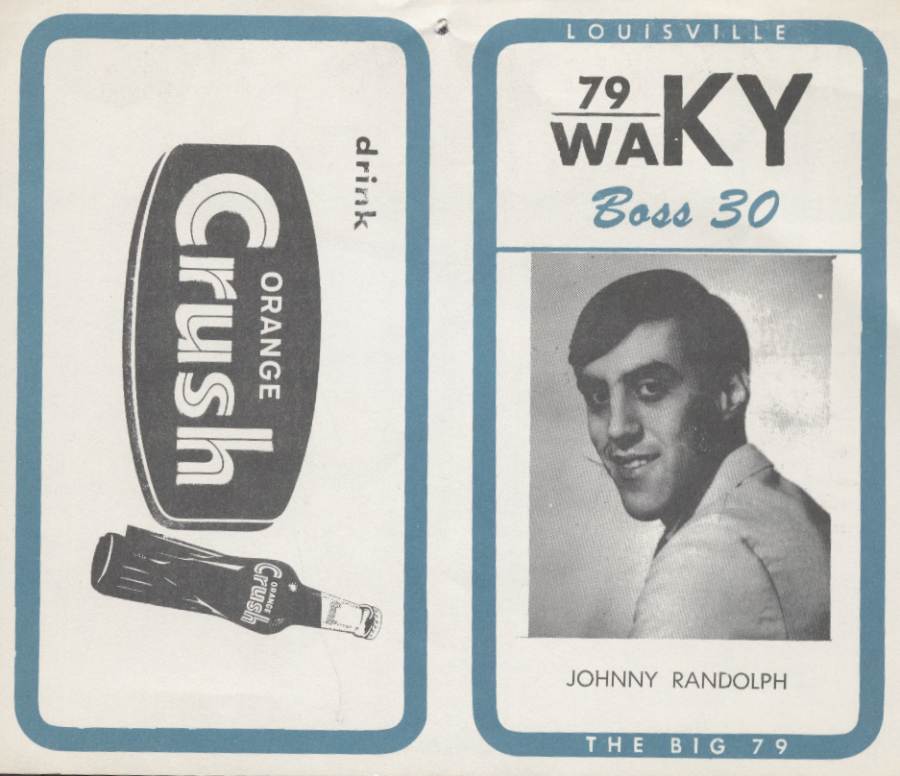 drink
ORANGE
Crush
ORANGE
Crush
LOUISVILLE
79
WAKY
Boss 30
JOHNNY RANDOLPH
THE BIG 79